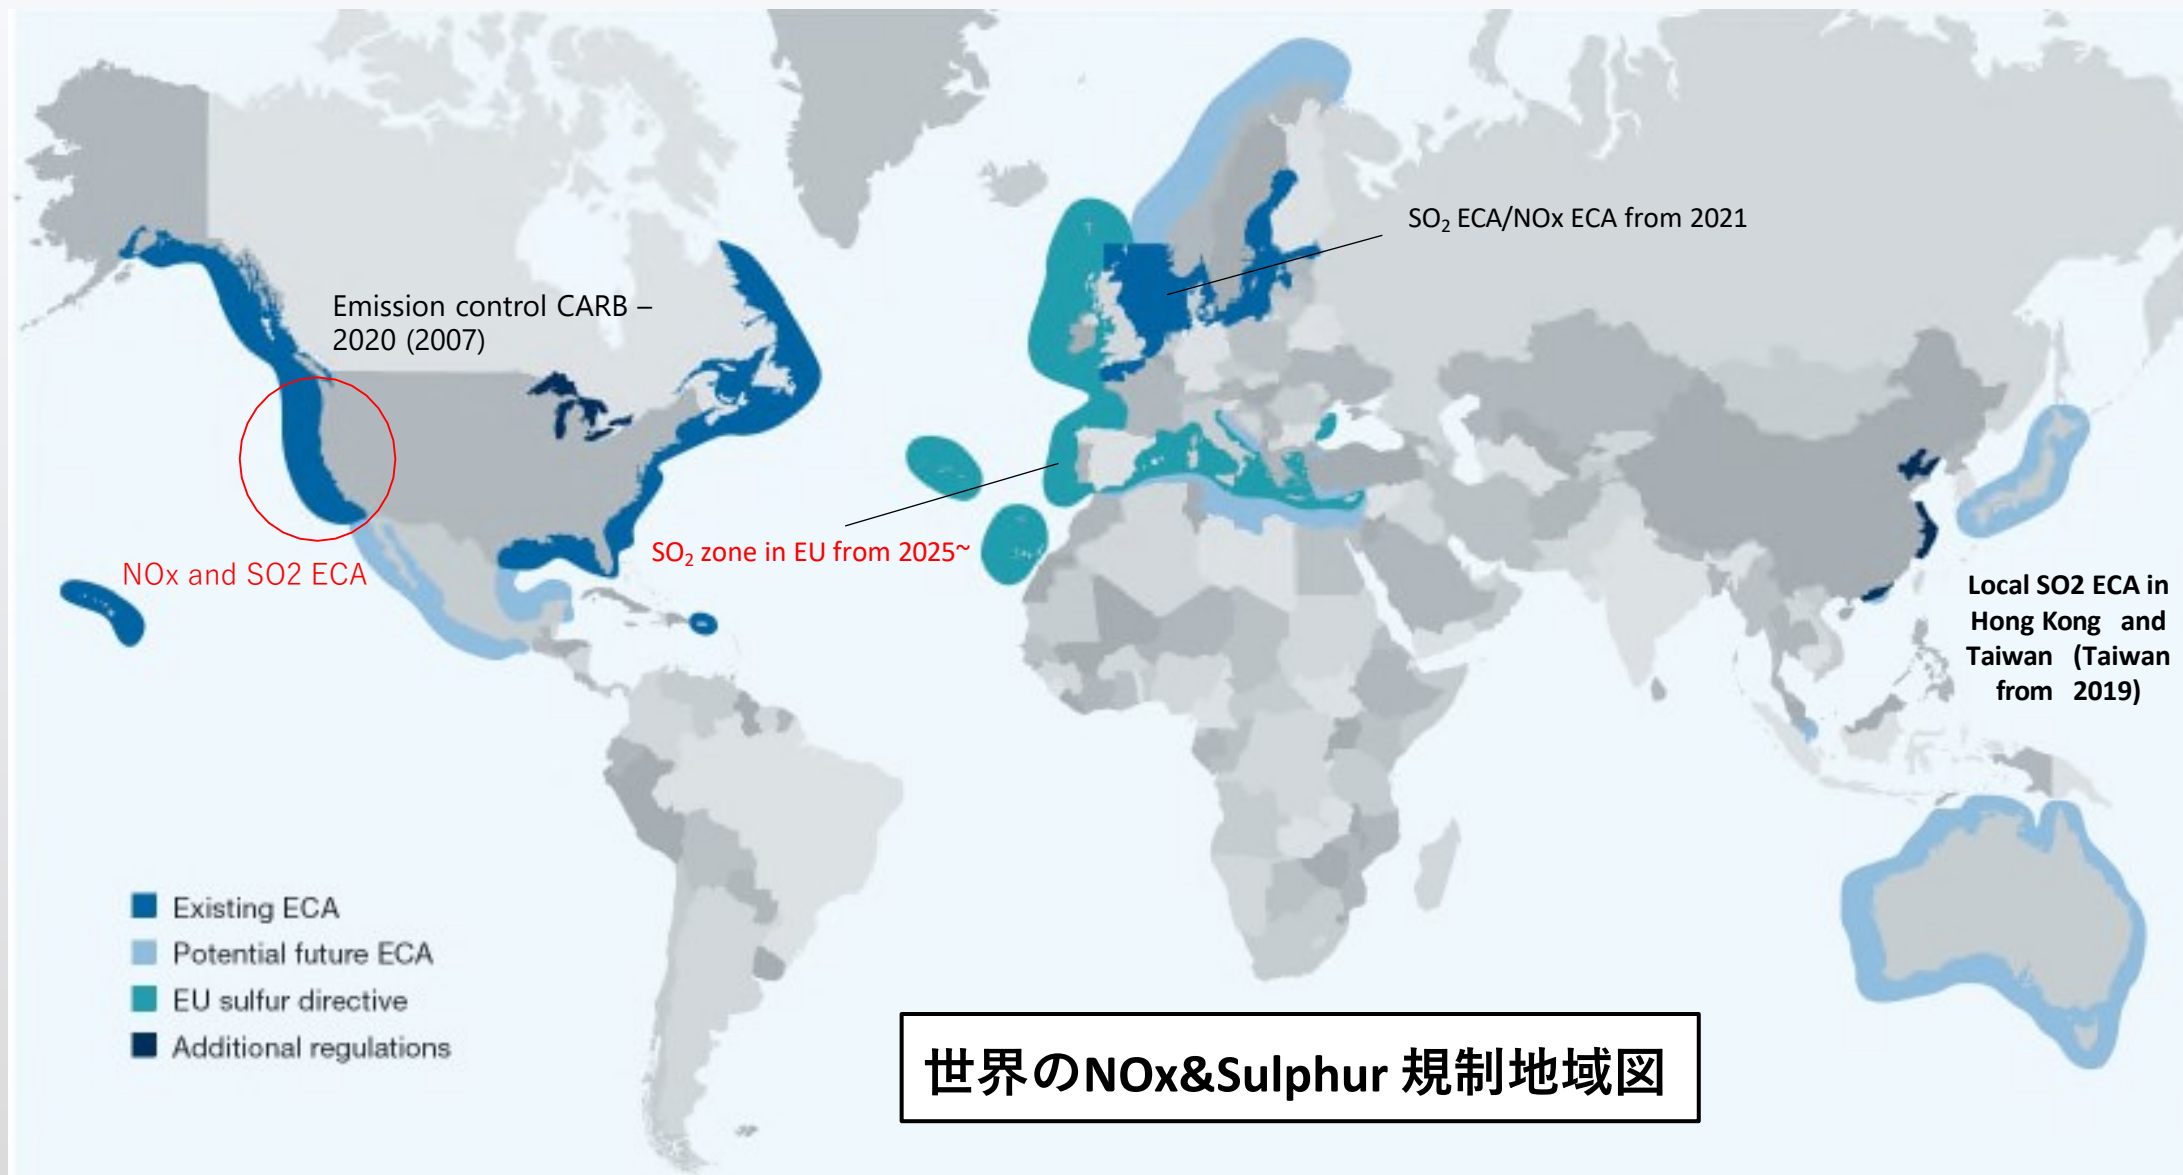 SO₂ ECA/NOx ECA from 2021
Emission control CARB –
2020 (2007)
SO₂ zone in EU from 2025~
NOx and SO2 ECA
Local SO2 ECA in
Hong Kong and
Taiwan (Taiwan
from 2019)
Existing ECA
Potential future ECA
EU sulfur directive
Additional regulations
世界のNOx&Sulphur 規制地域図